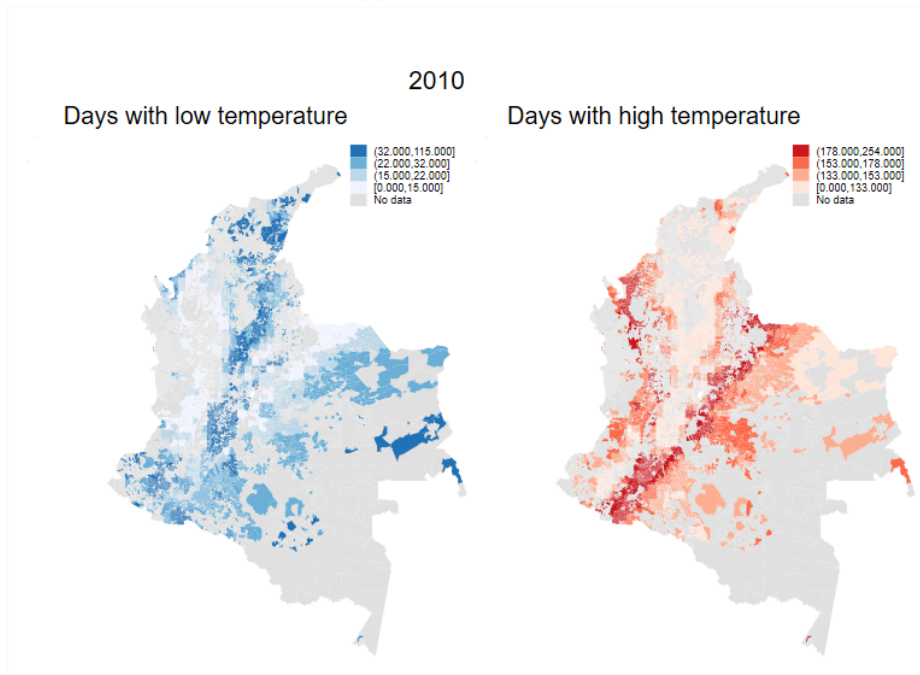 2010
Days with low temperature
(32.000,115.000]
(22.000,32.000]
(15.000,22.000]
[0.000,15.000]
No data
Days with high temperature
(178.000,254.000]
(153.000,178.000]
(133.000,153.000]
[0.000,133.000]
No data